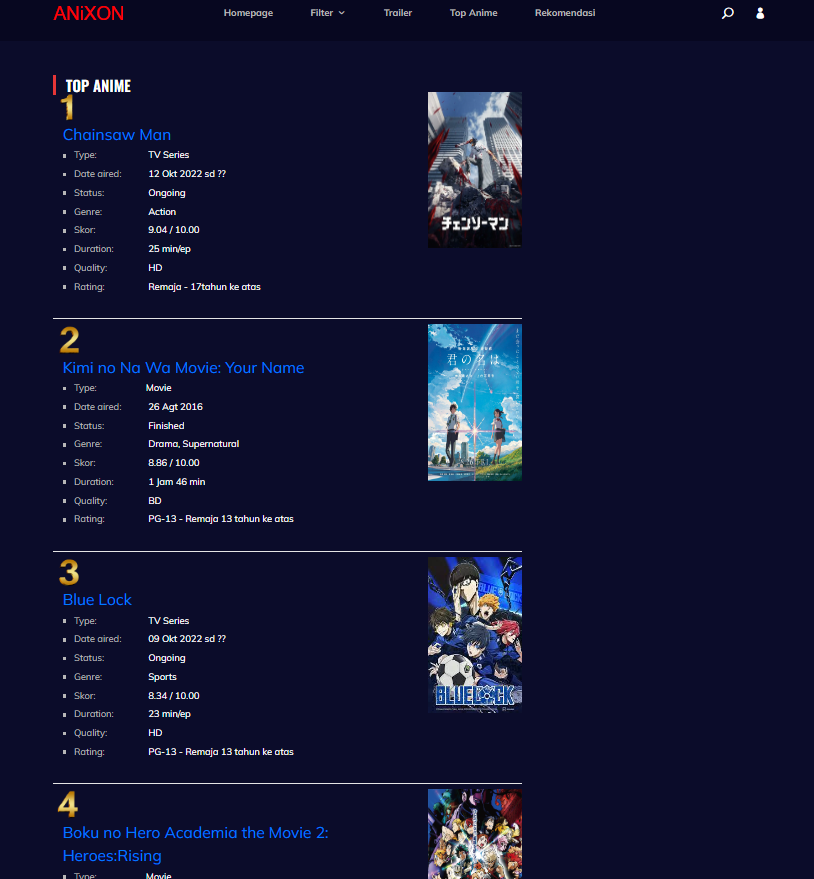 ANiXON
Homepage Filter Trailer Top Anime Rekomendasi
TOP ANIME
1
Chainsaw Man
Type: TV Series
Date aired: 12 Okt 2022 sd ??
Status: Ongoing
Genre: Action
Skor: 9.04 / 10.00
Duration: 25 min/ep
Quality: HD
Rating: Remaja - 17tahun ke atas
チェンソーマン
2
Kimi no Na Wa Movie: Your Name
Type: Movie
Date aired: 26 Agt 2016
Status: Finished
Genre: Drama, Supernatural
Skor: 8.86 / 10.00
Duration: 1 Jam 46 min
Quality: BD
Rating: PG-13 - Remaja 13 tahun ke atas
君の名は
3
Blue Lock
Type: TV Series
Date aired: 09 Okt 2022 sd ??
Status: Ongoing
Genre: Sports
Skor: 8.34 / 10.00
Duration: 23 min/ep
Quality: HD
Rating: PG-13 - Remaja 13 tahun ke atas
BLUE LOCK
BLUELOCK
4
Boku no Hero Academia the Movie 2:
Heroes:Rising
Type: Movie